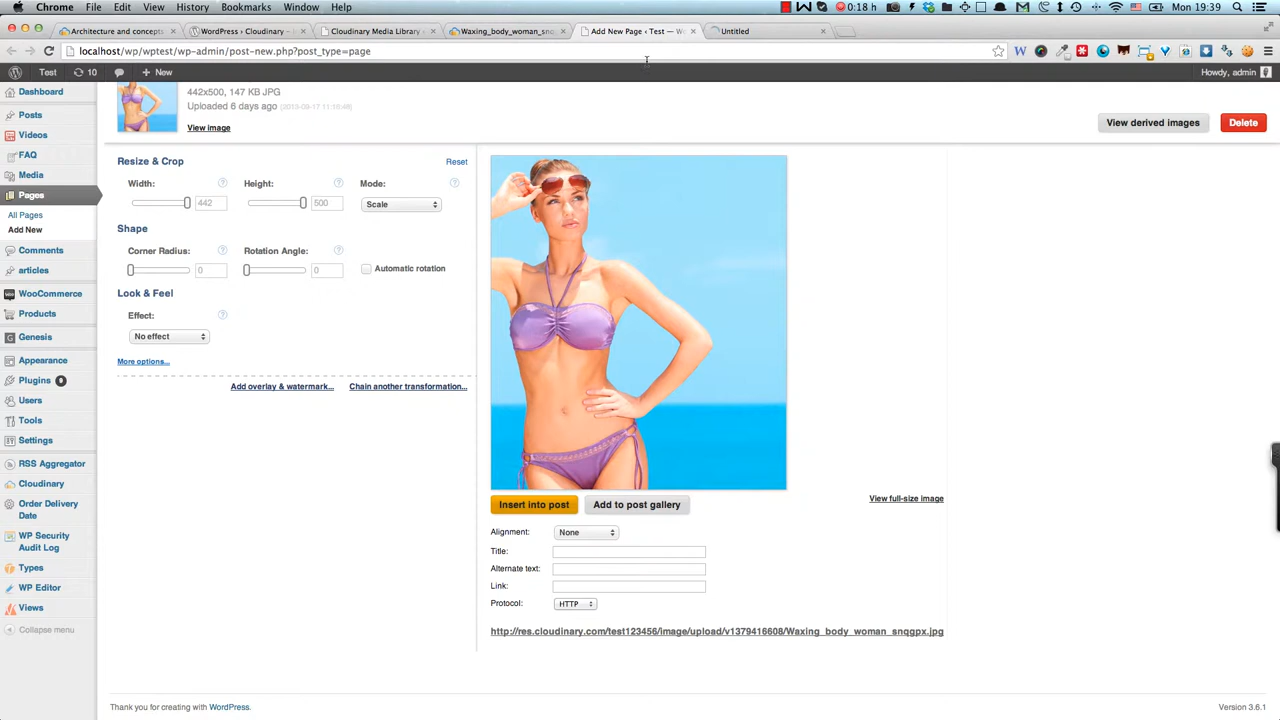 Chrome File Edit View History Bookmarks Window Help 0:18 Mon 19:39
Architecture and concepts WordPress › Cloudinary Cloudinary Media Library Waxing_body_woman_snq Add New Page ‹ Test — W Untitled
localhost/wp/wptest/wp-admin/post-new.php?post_type=page
Test 10 New Howdy, admin
Dashboard
Posts
Videos
FAQ
Media
Pages
All Pages
Add New
Comments
articles
WooCommerce
Products
Genesis
Appearance
Plugins 9
Users
Tools
Settings
RSS Aggregator
Cloudinary
Order Delivery
Date
WP Security
Audit Log
Types
WP Editor
Views
Collapse menu
442x500, 147 KB JPG
Uploaded 6 days ago
View image
View derived images Delete
Resize & Crop Reset
Width: ? Height: ? Mode: ?
442 500 Scale
Shape
Corner Radius: ? Rotation Angle: ?
0 0 Automatic rotation
Look & Feel
Effect: ?
No effect
More options...
Add overlay & watermark... Chain another transformation...
Insert into post Add to post gallery View full-size image
Alignment: None
Title:
Alternate text:
Link:
Protocol: HTTP
http://res.cloudinary.com/test123456/image/upload/v1379416608/Waxing_body_woman_snqgpx.jpg
Thank you for creating with WordPress. Version 3.6.1